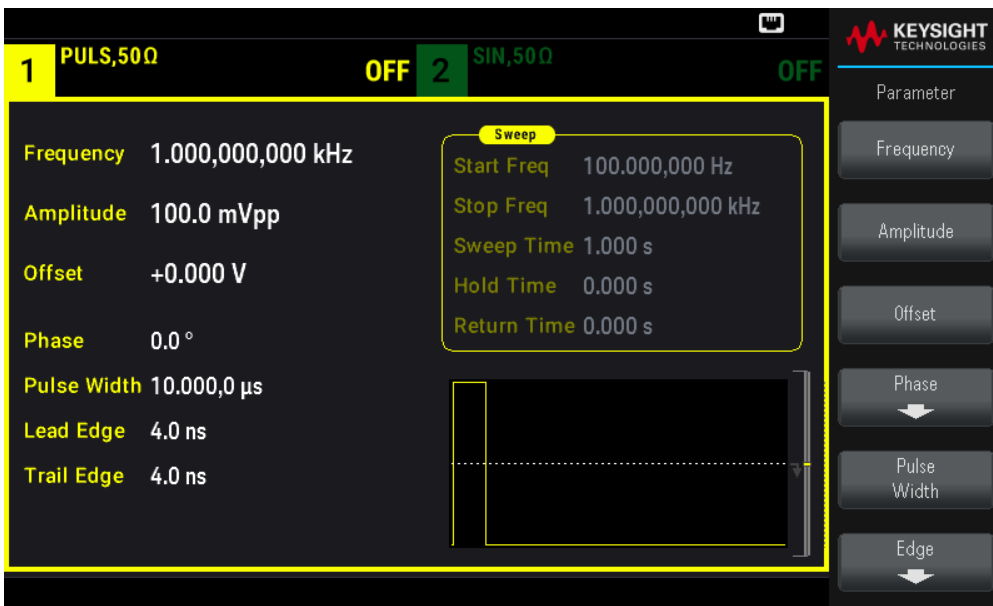 KEYSIGHT
TECHNOLOGIES
1 PULS,50Ω OFF
2 SIN,50Ω OFF
Parameter
Frequency 1.000,000,000 kHz
Amplitude 100.0 mVpp
Offset +0.000 V
Phase 0.0 °
Pulse Width 10.000,0 µs
Lead Edge 4.0 ns
Trail Edge 4.0 ns
Sweep
Start Freq 100.000,000 Hz
Stop Freq 1.000,000,000 kHz
Sweep Time 1.000 s
Hold Time 0.000 s
Return Time 0.000 s
Frequency
Amplitude
Offset
Phase
Pulse
Width
Edge